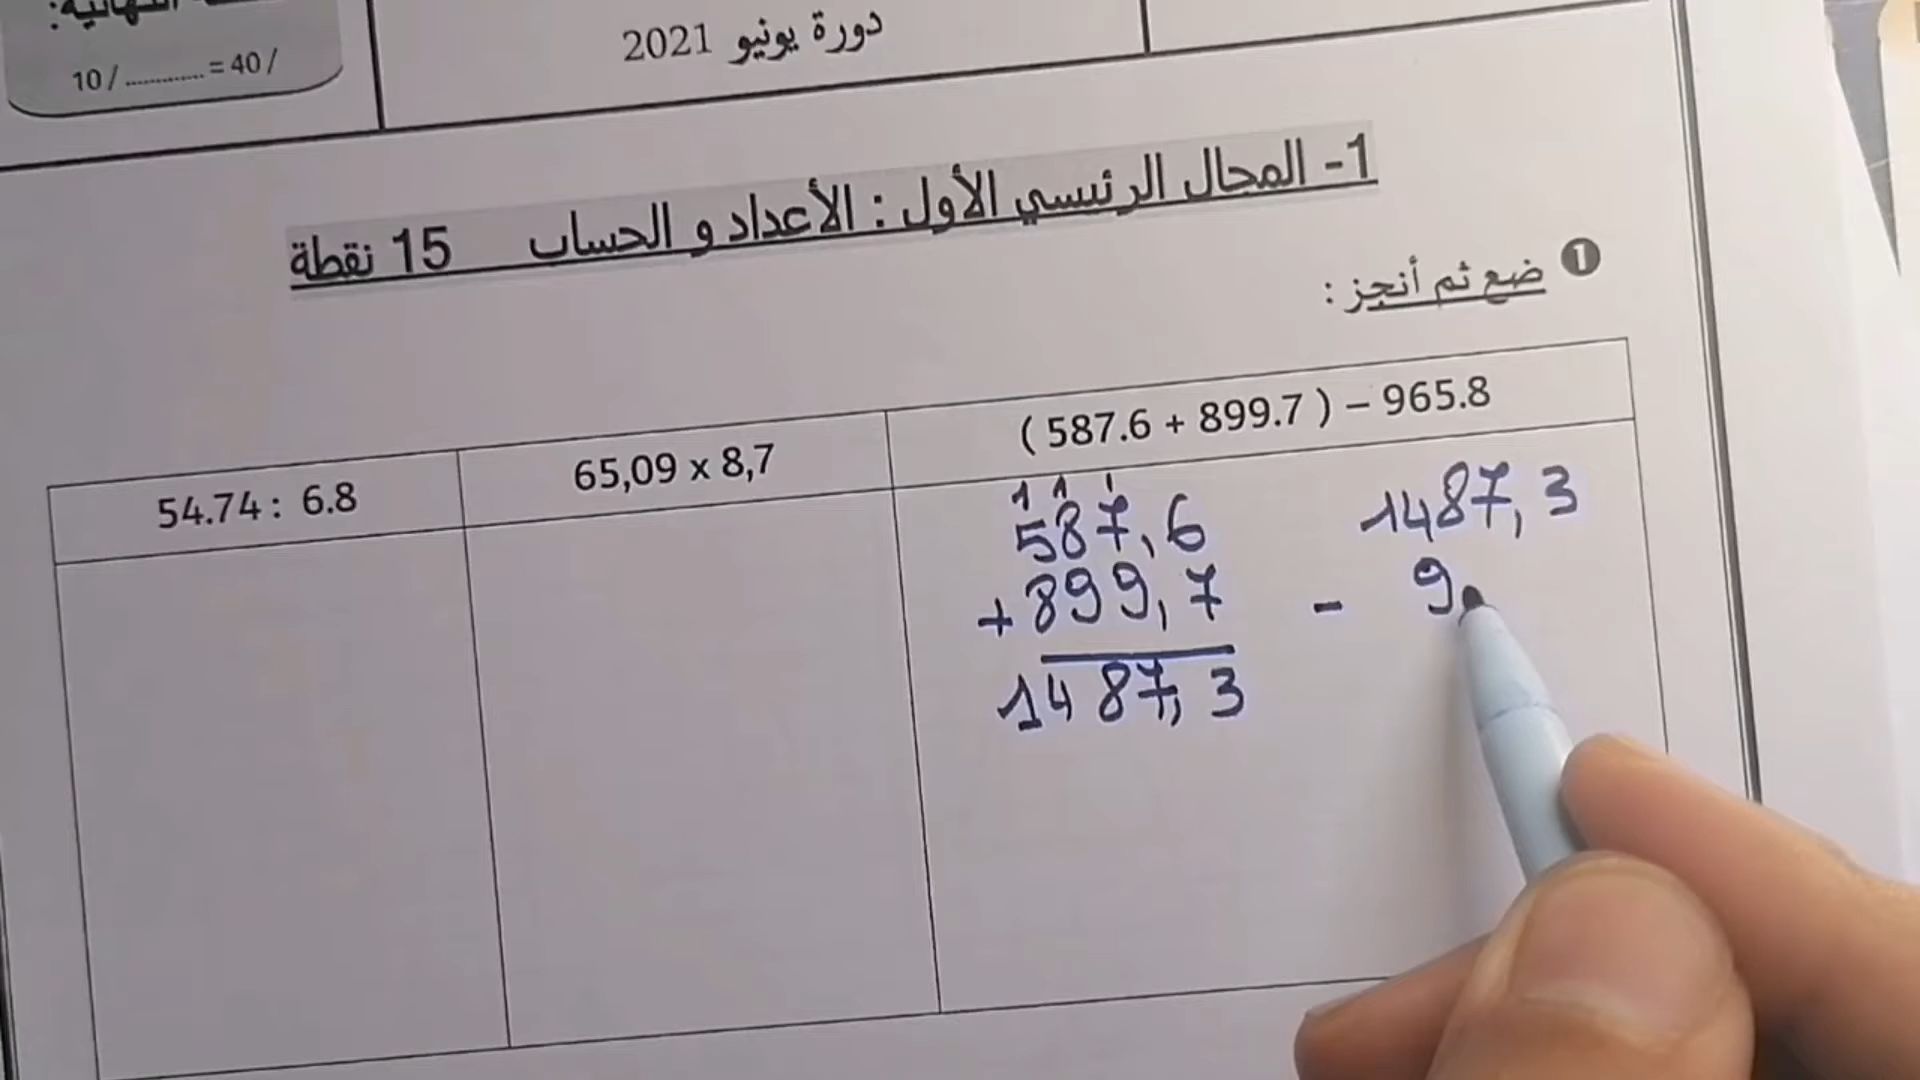 دورة يونيو 2021
10 / ............ = 40 /
1- المجال الرئيسي الأول : الأعداد و الحساب 15 نقطة
❶ ضع ثم أنجز :
( 587.6 + 899.7 ) – 965.8
65,09 x 8,7
54.74 : 6.8
1 1 1
587,6
+ 899,7
1487,3
1487,3
- 9